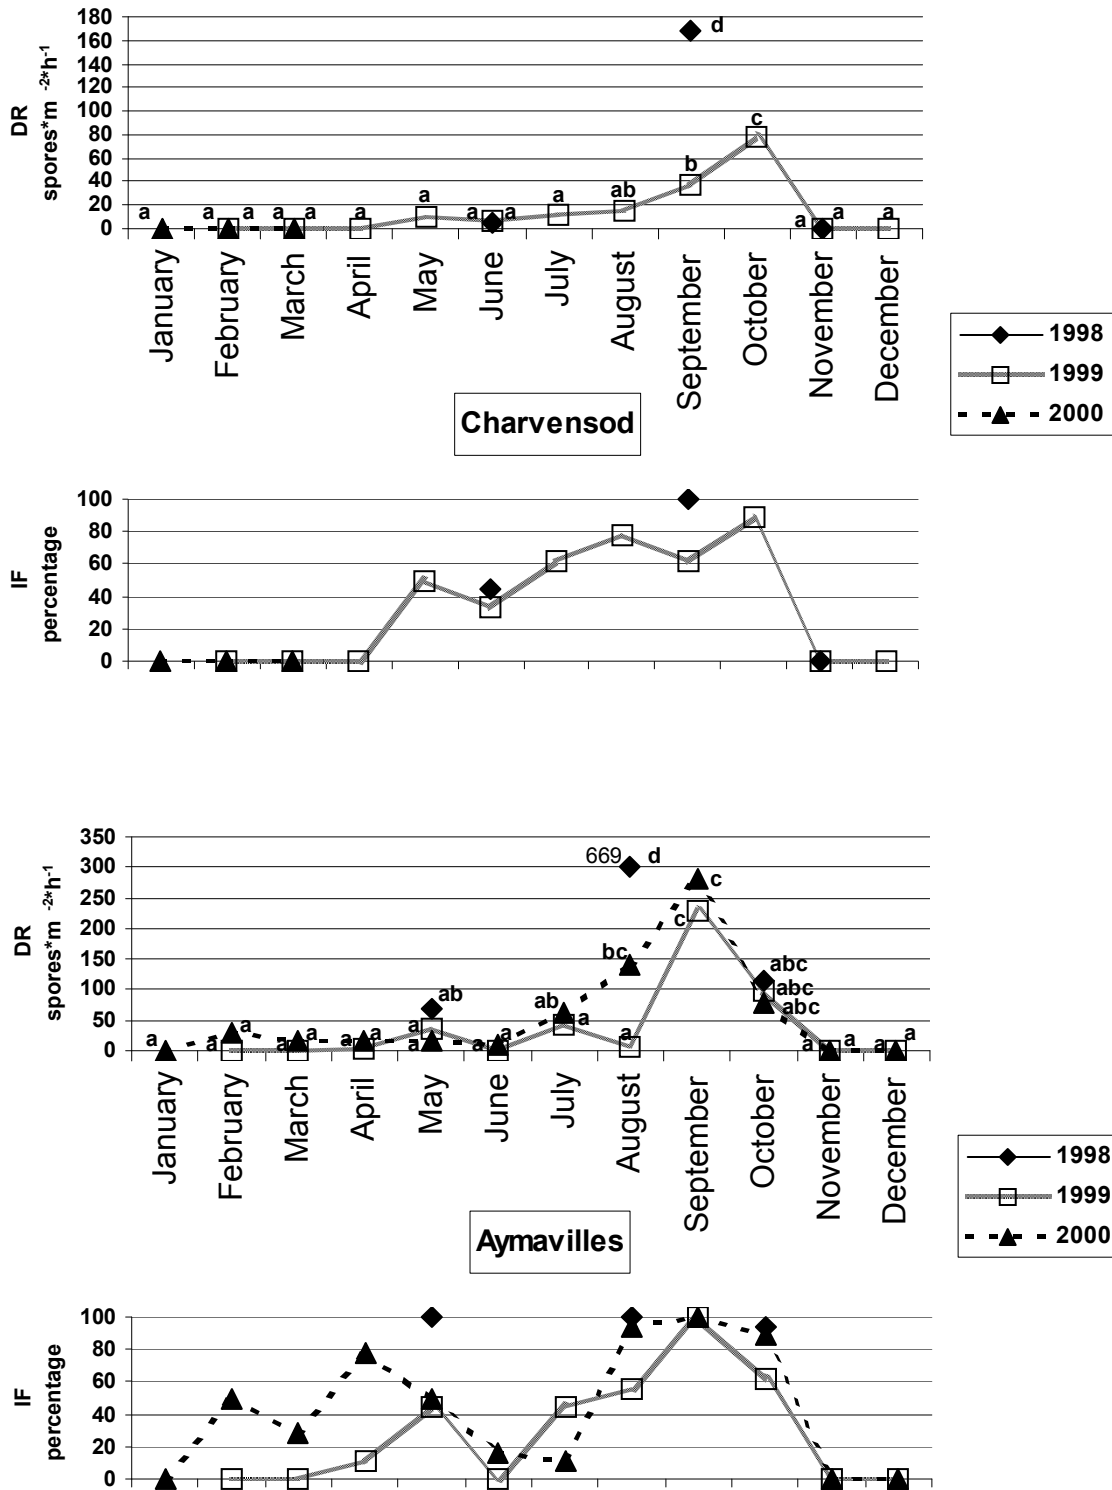 180
160
140
120
100
80
60
40
20
0
DR
spores*m -2*h-1
d
c
b
ab
a
a
a a a a a a a a a a a a
January
February
March
April
May
June
July
August
September
October
November
December
1998
1999
2000
Charvensod
100
80
60
40
20
0
IF
percentage
350
300
250
200
150
100
50
0
DR
spores*m -2*h-1
669 d
c
c
bc
abc
abc
abc
ab
ab
a a a a a a a a a a a a a a a a a a a
January
February
March
April
May
June
July
August
September
October
November
December
1998
1999
2000
Aymavilles
100
80
60
40
20
0
IF
percentage